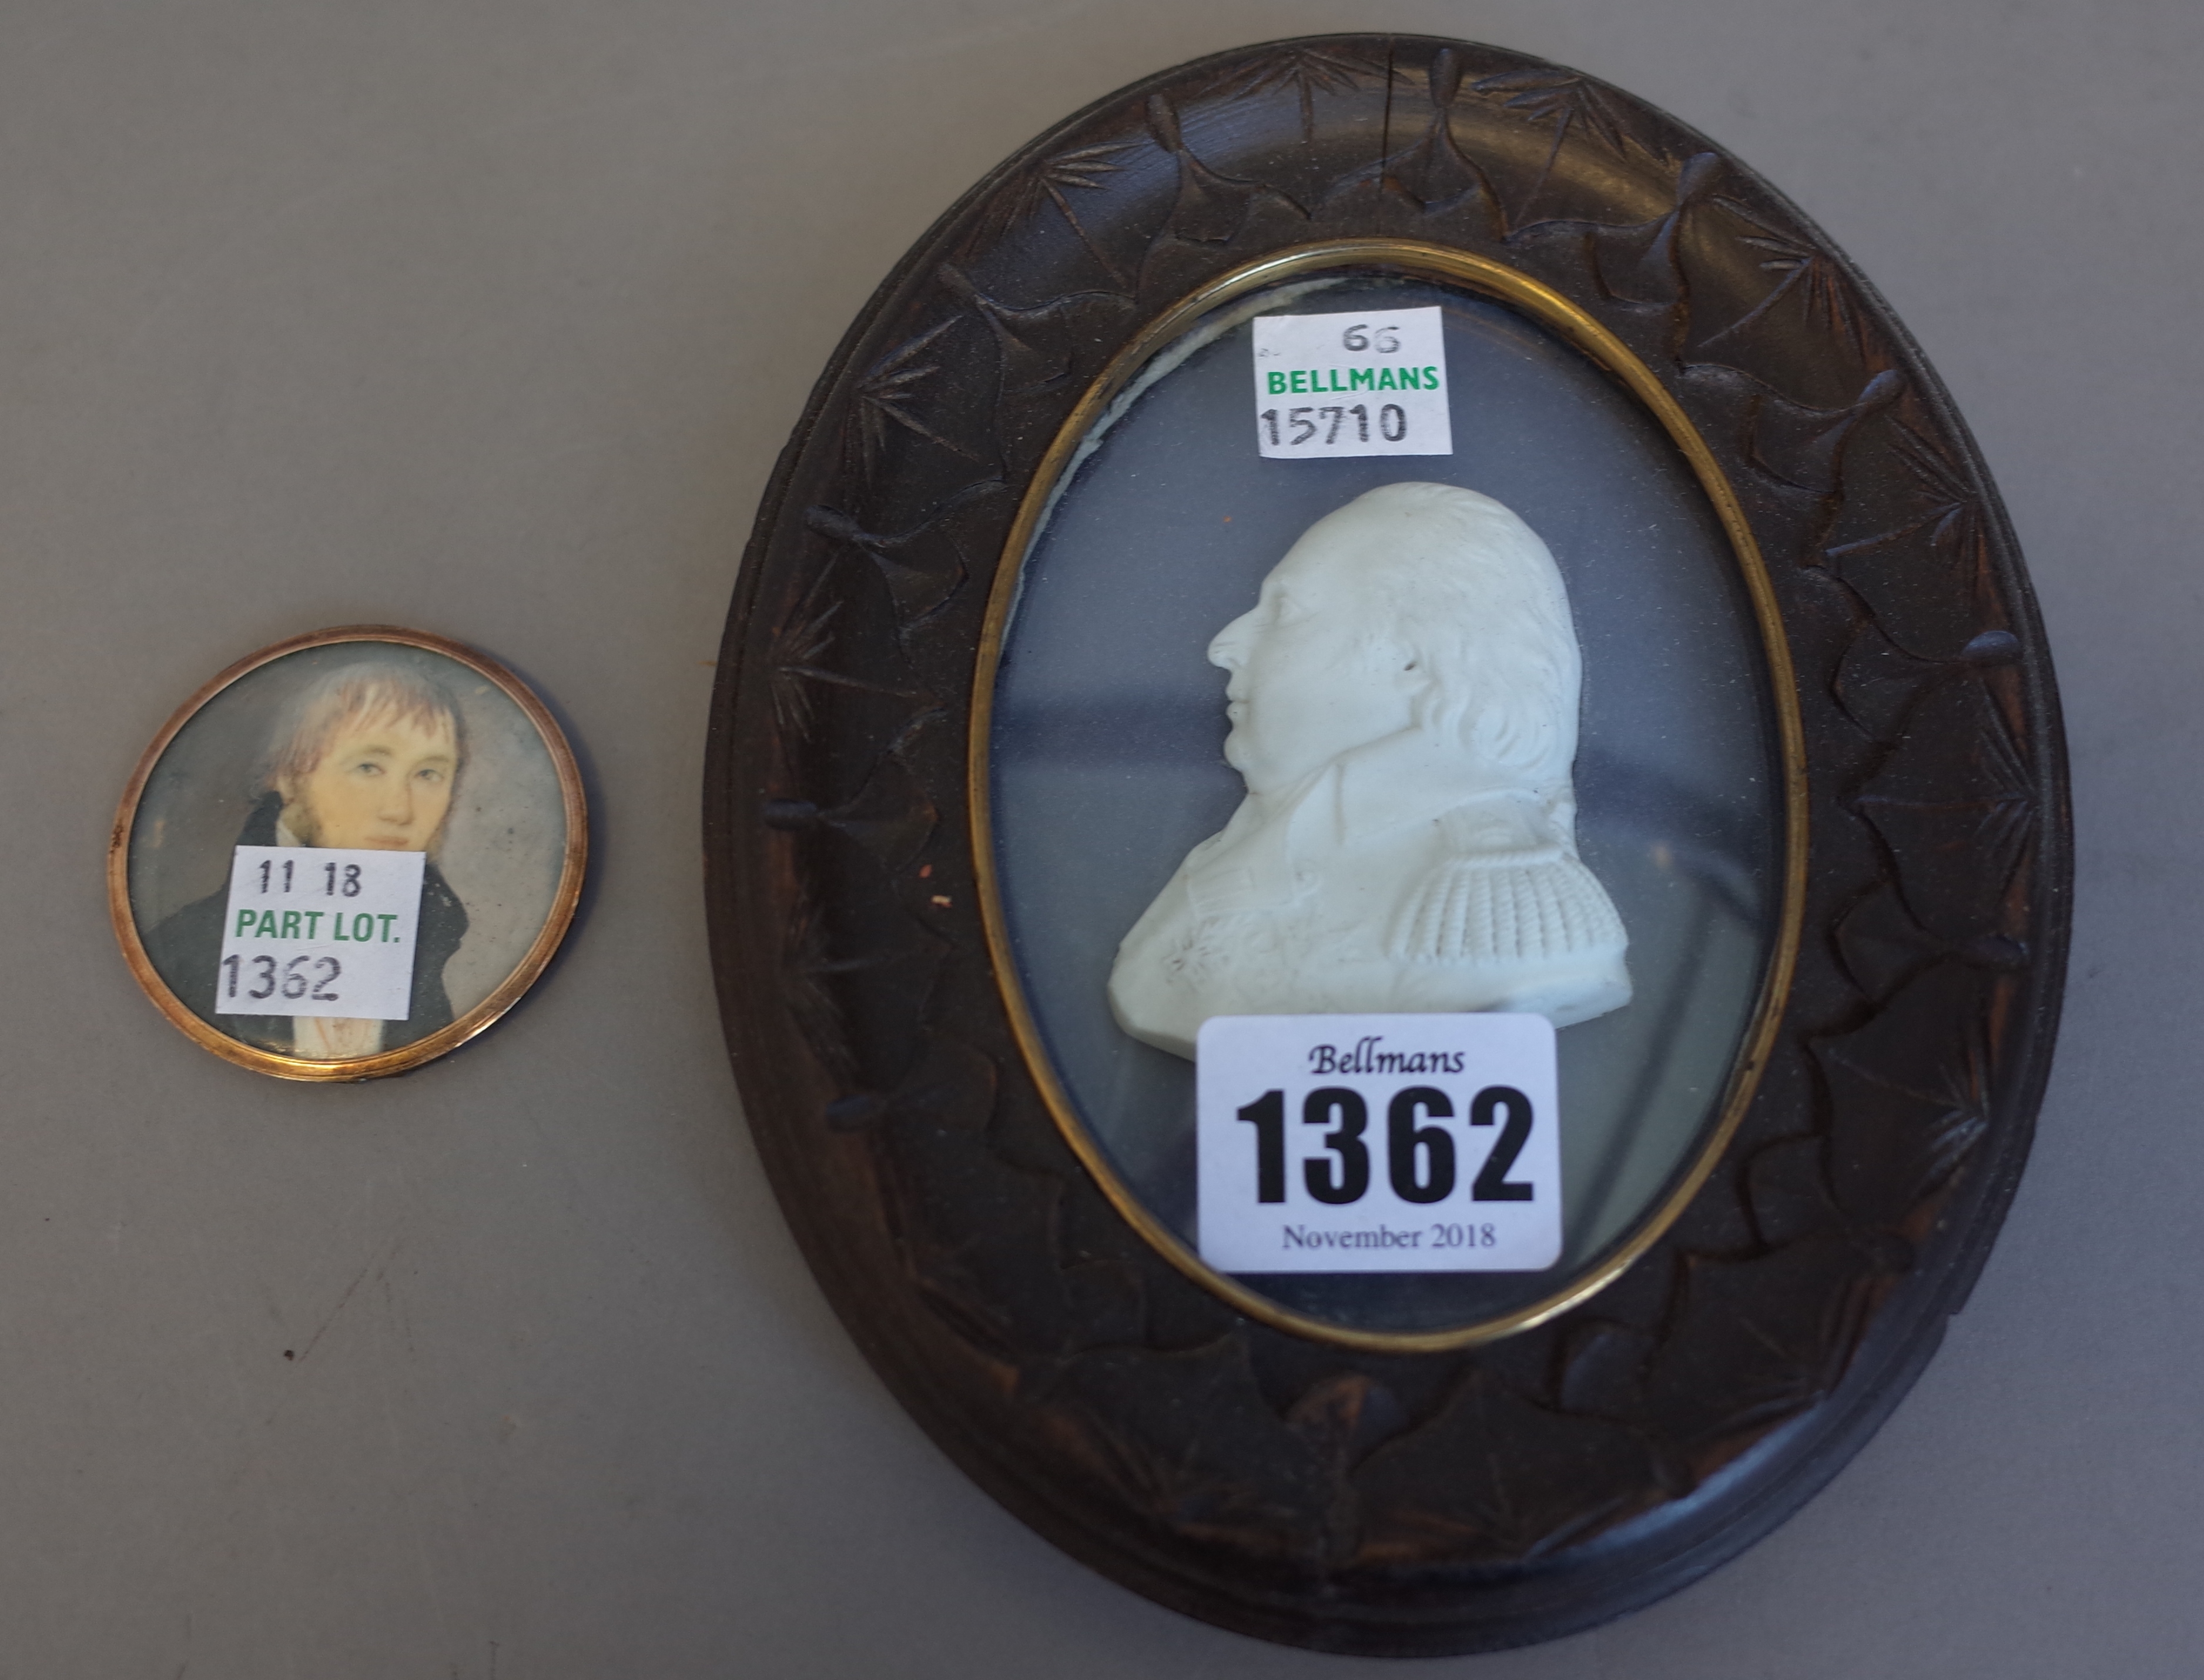 66
BELLMANS
15710
11 18
PART LOT.
1362
Bellmans
1362
November 2018